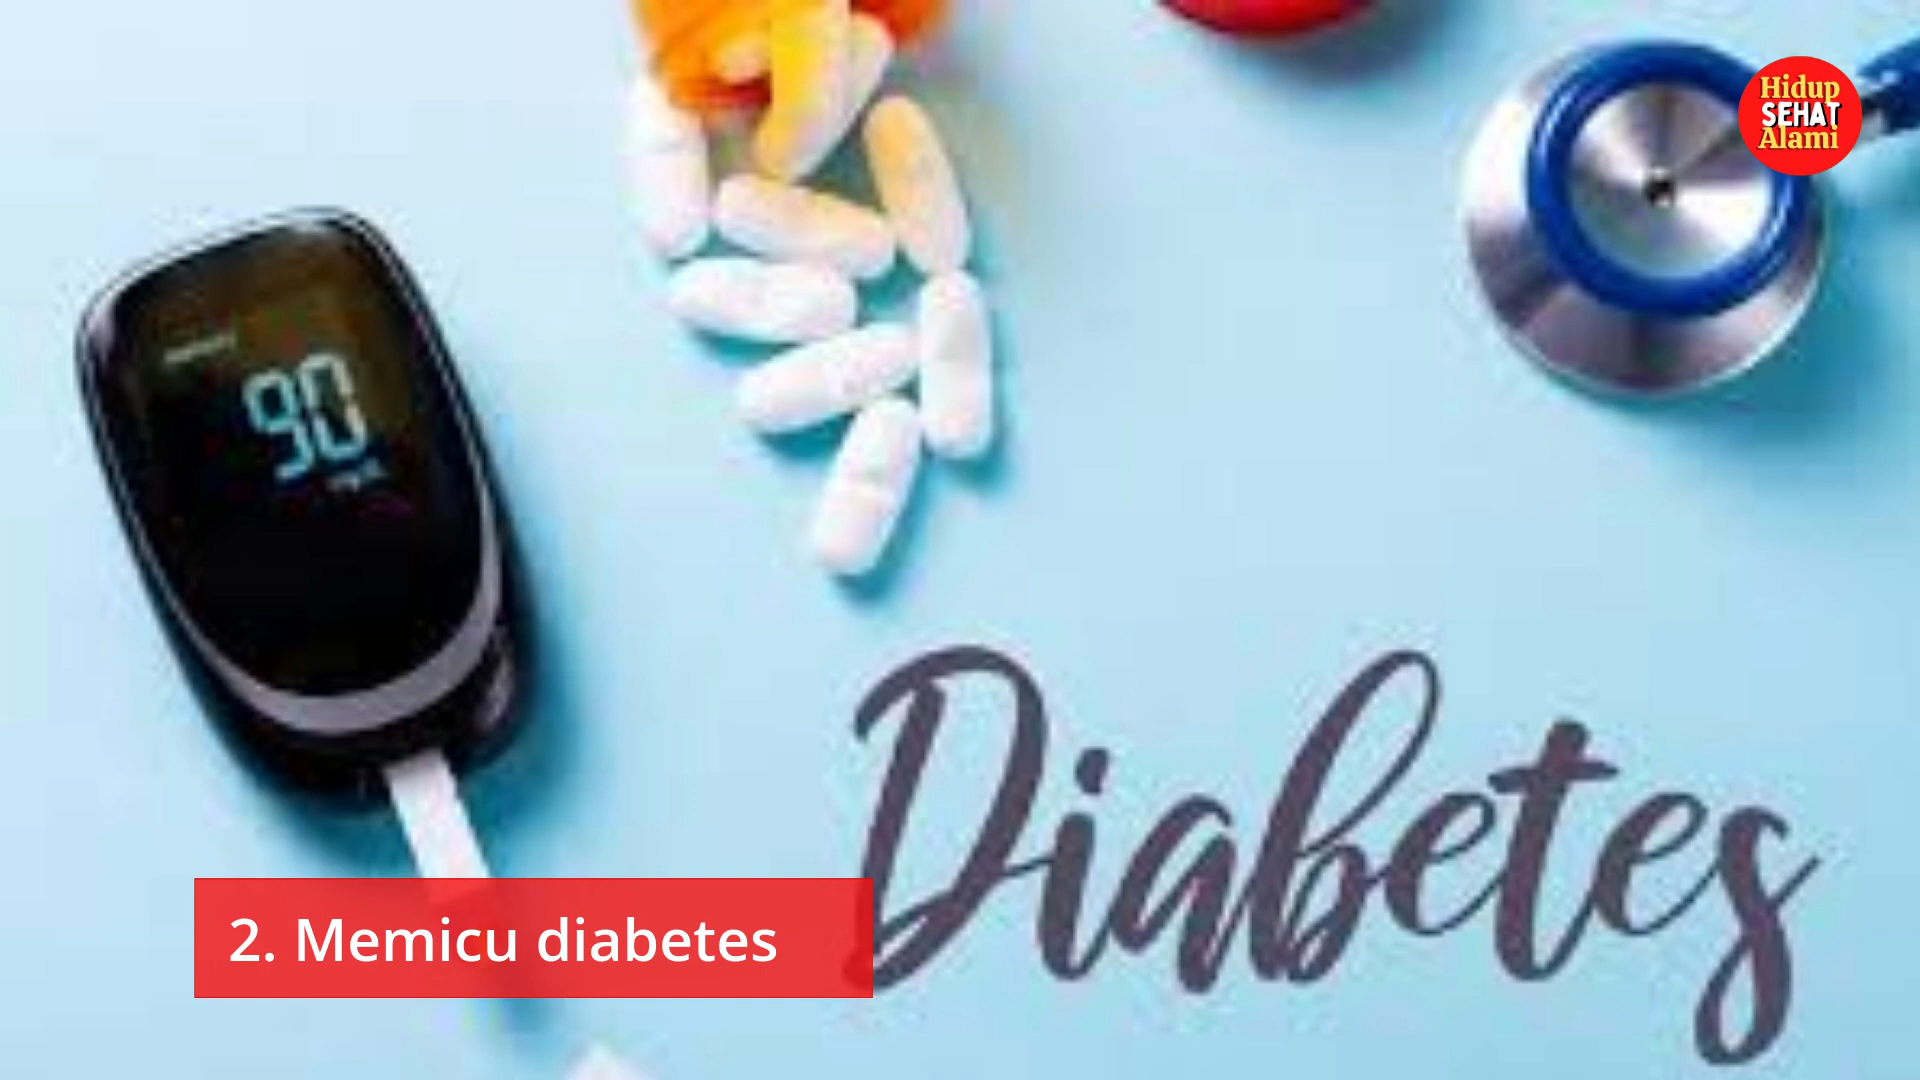 Hidup
SEHAT
Alami
90
Diabetes
2. Memicu diabetes